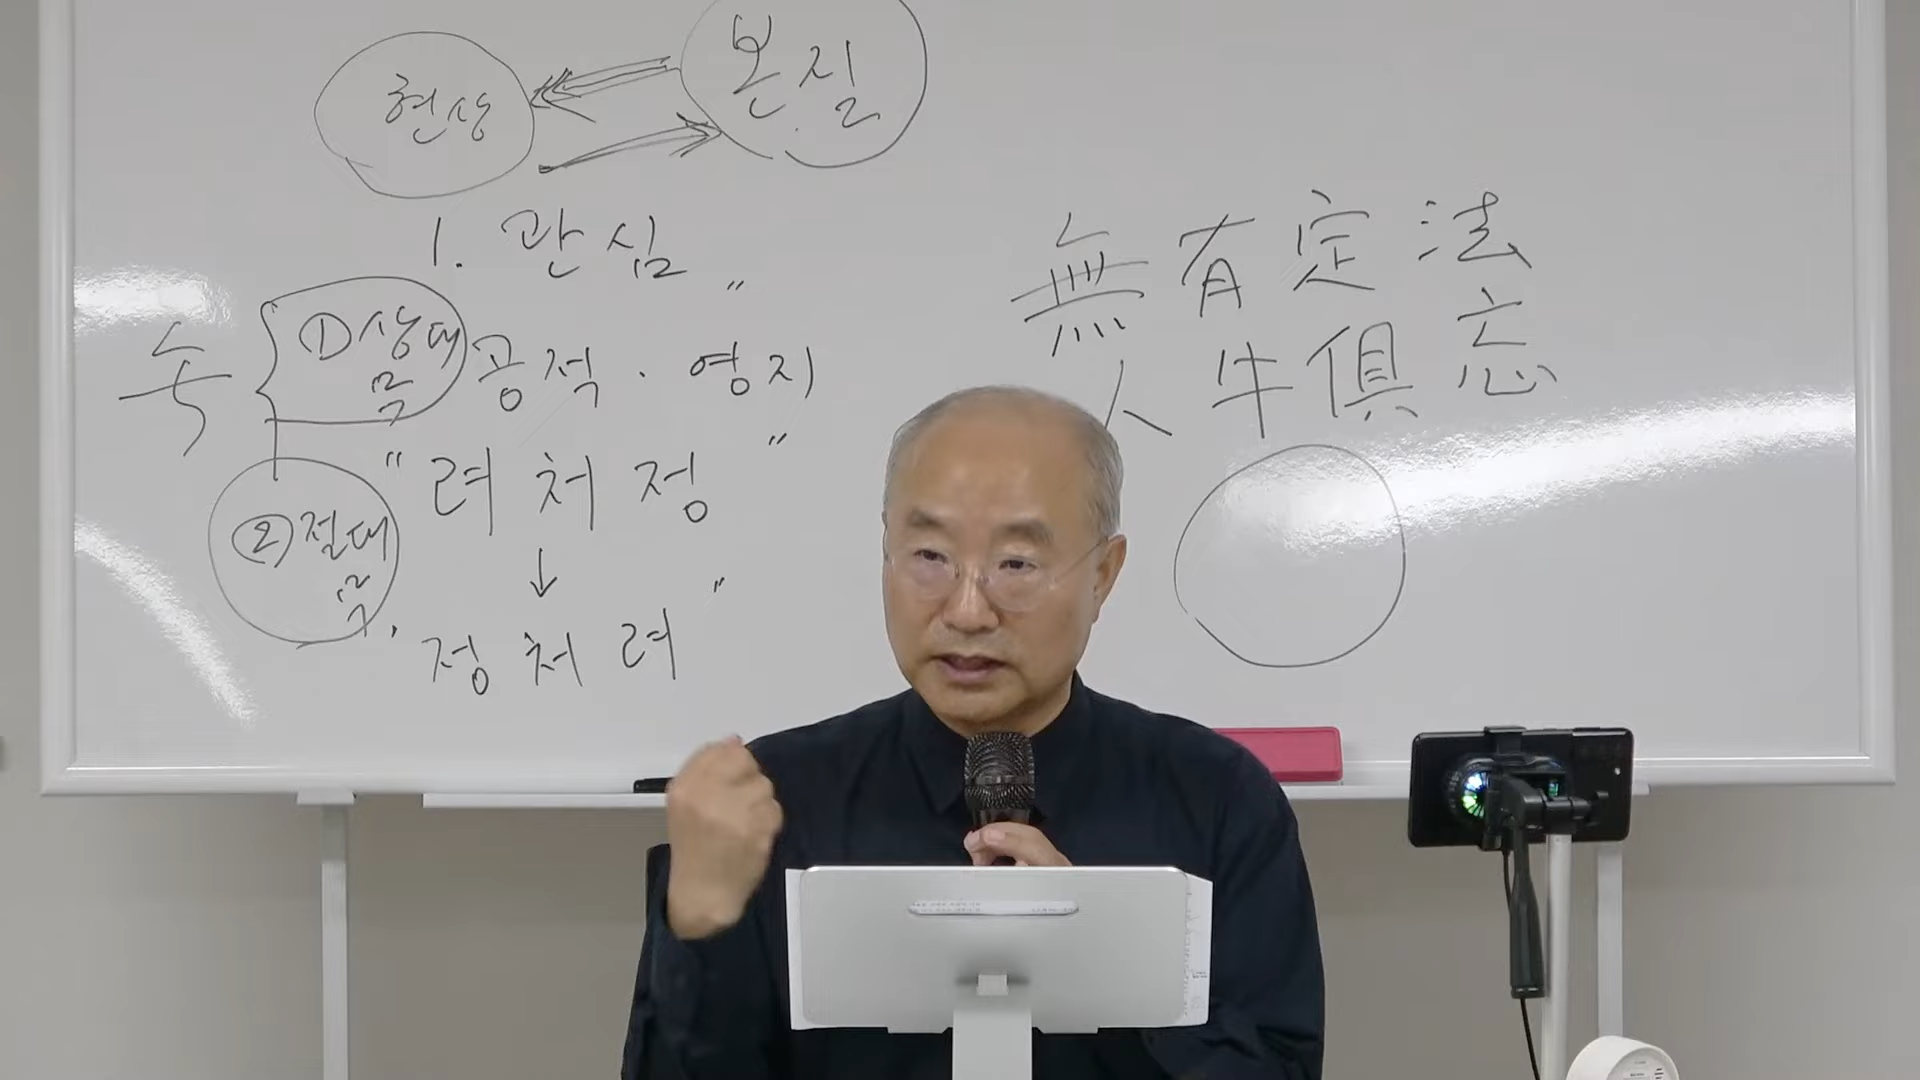 현상 본질
1. 관심 "
① 상대
공적 · 영지
" 려처정 "
② 절대
↓
정처려 "
無有定法
人牛俱忘